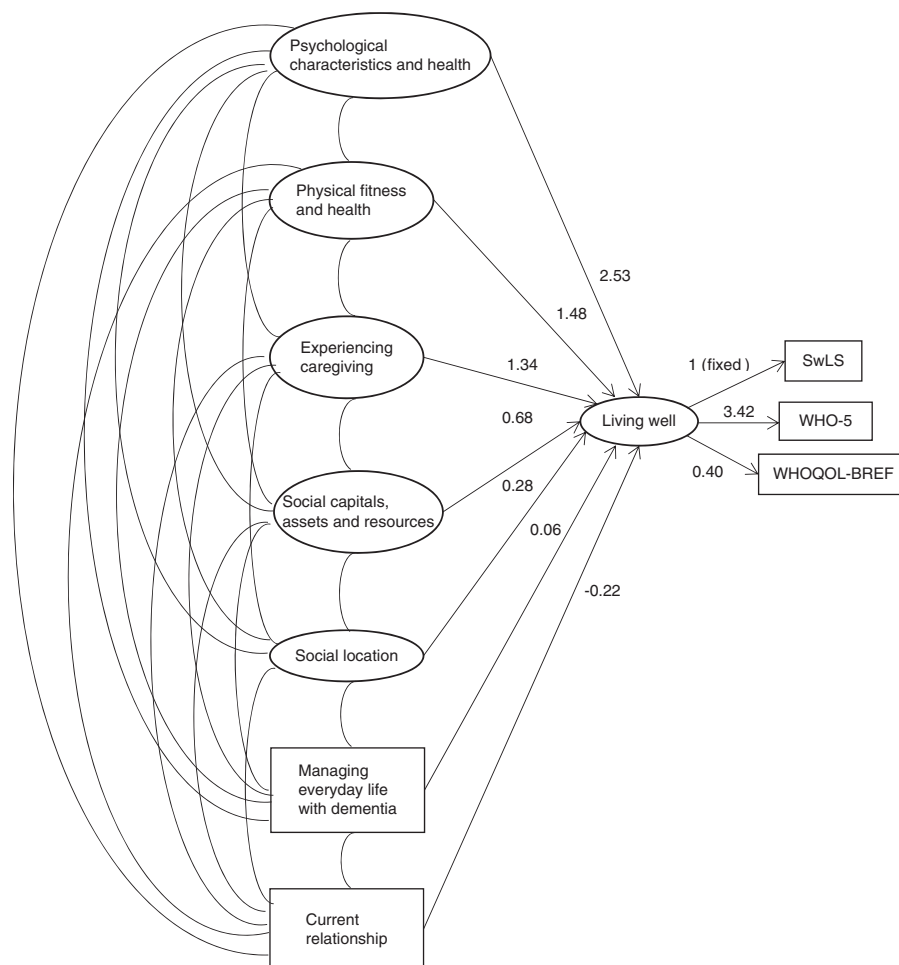 Psychological
characteristics and health
Physical fitness
and health
2.53
1.48
Experiencing
caregiving
1.34
1 (fixed)
SwLS
0.68
Living well
3.42
WHO-5
0.40
WHOQOL-BREF
Social capitals,
assets and resources
0.28
0.06
-0.22
Social location
Managing
everyday life
with dementia
Current
relationship